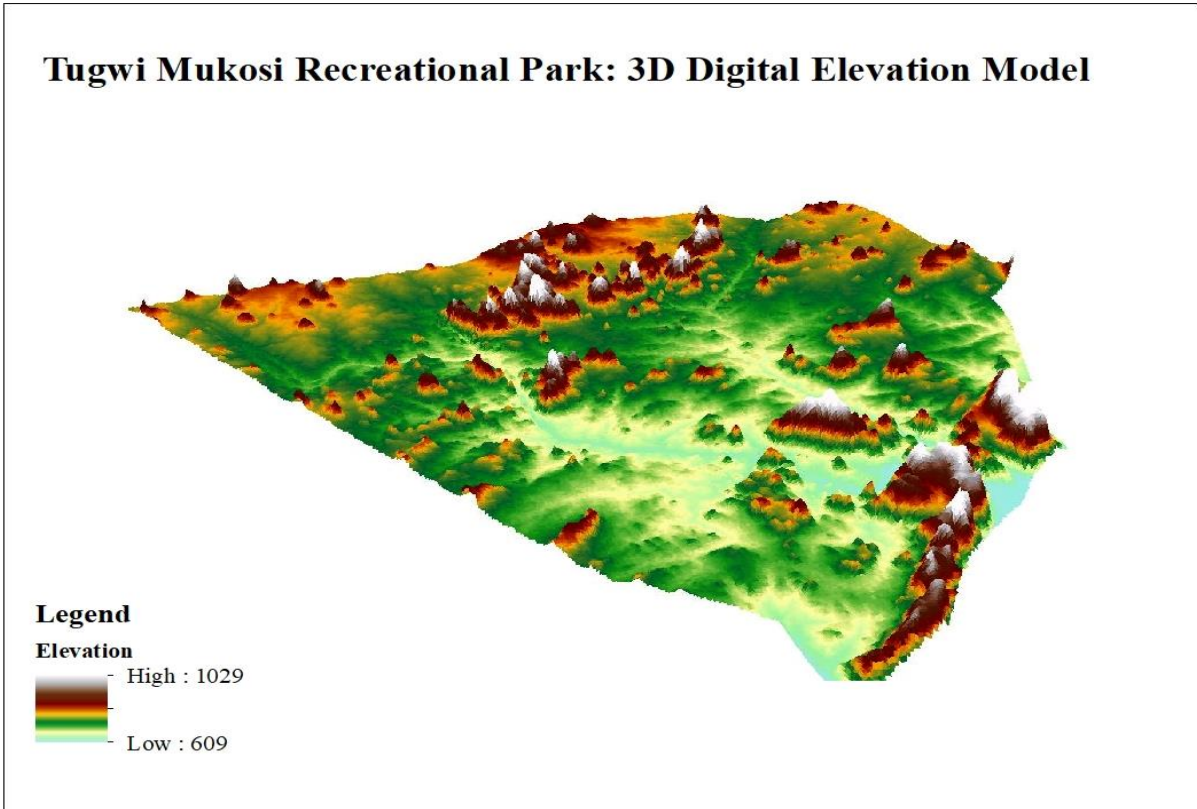 Tugwi Mukosi Recreational Park: 3D Digital Elevation Model
Legend
Elevation
High : 1029
Low : 609